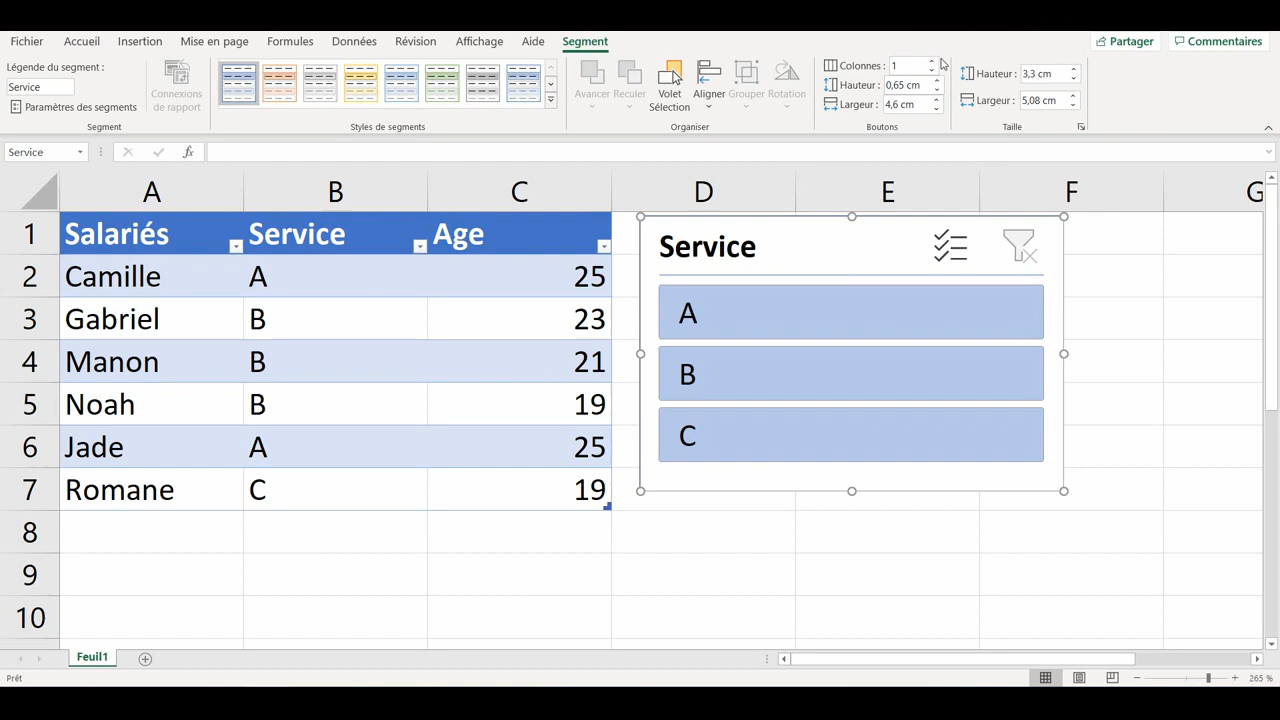 Fichier Accueil Insertion Mise en page Formules Données Révision Affichage Aide Segment Partager Commentaires
Légende du segment :
Service
Paramètres des segments
Segment
Connexions
de rapport
Styles de segments
Avancer Reculer Volet Sélection Aligner Grouper Rotation
Organiser
Colonnes : 1
Hauteur : 0,65 cm
Largeur : 4,6 cm
Boutons
Hauteur : 3,3 cm
Largeur : 5,08 cm
Taille
Service fx
A B C D E F G
1 Salariés Service Age
2 Camille A 25
3 Gabriel B 23
4 Manon B 21
5 Noah B 19
6 Jade A 25
7 Romane C 19
8
9
10
Service
A
B
C
Feuil1
Prêt 265 %